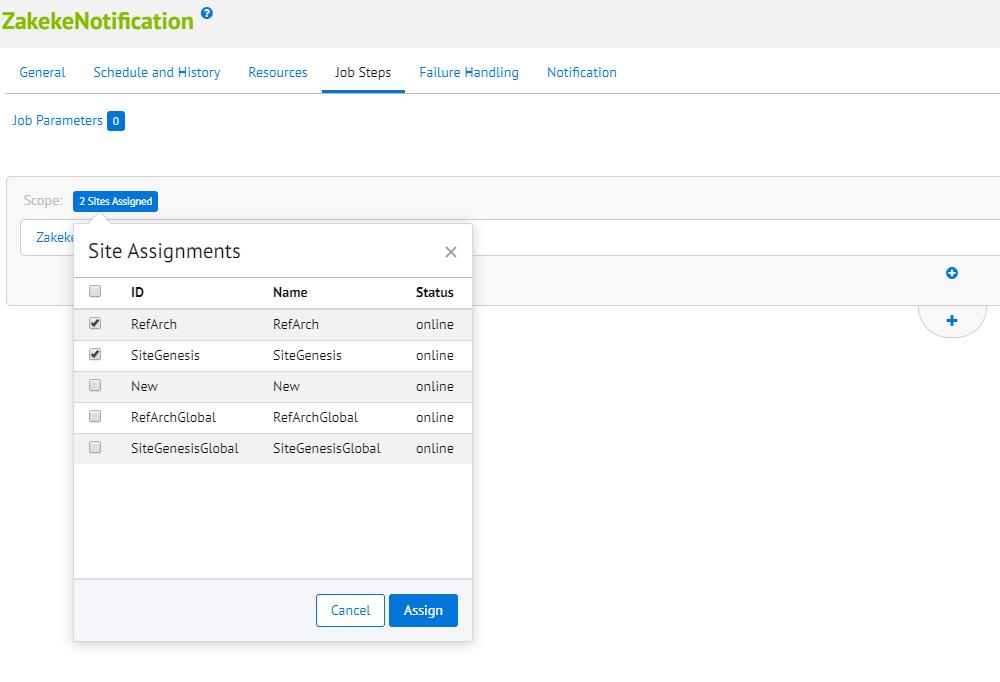 ZakekeNotification ?
General Schedule and History Resources Job Steps Failure Handling Notification
Job Parameters 0
Scope: 2 Sites Assigned
Zakeke
Site Assignments ×
ID Name Status
RefArch RefArch online
SiteGenesis SiteGenesis online
New New online
RefArchGlobal RefArchGlobal online
SiteGenesisGlobal SiteGenesisGlobal online
Cancel Assign